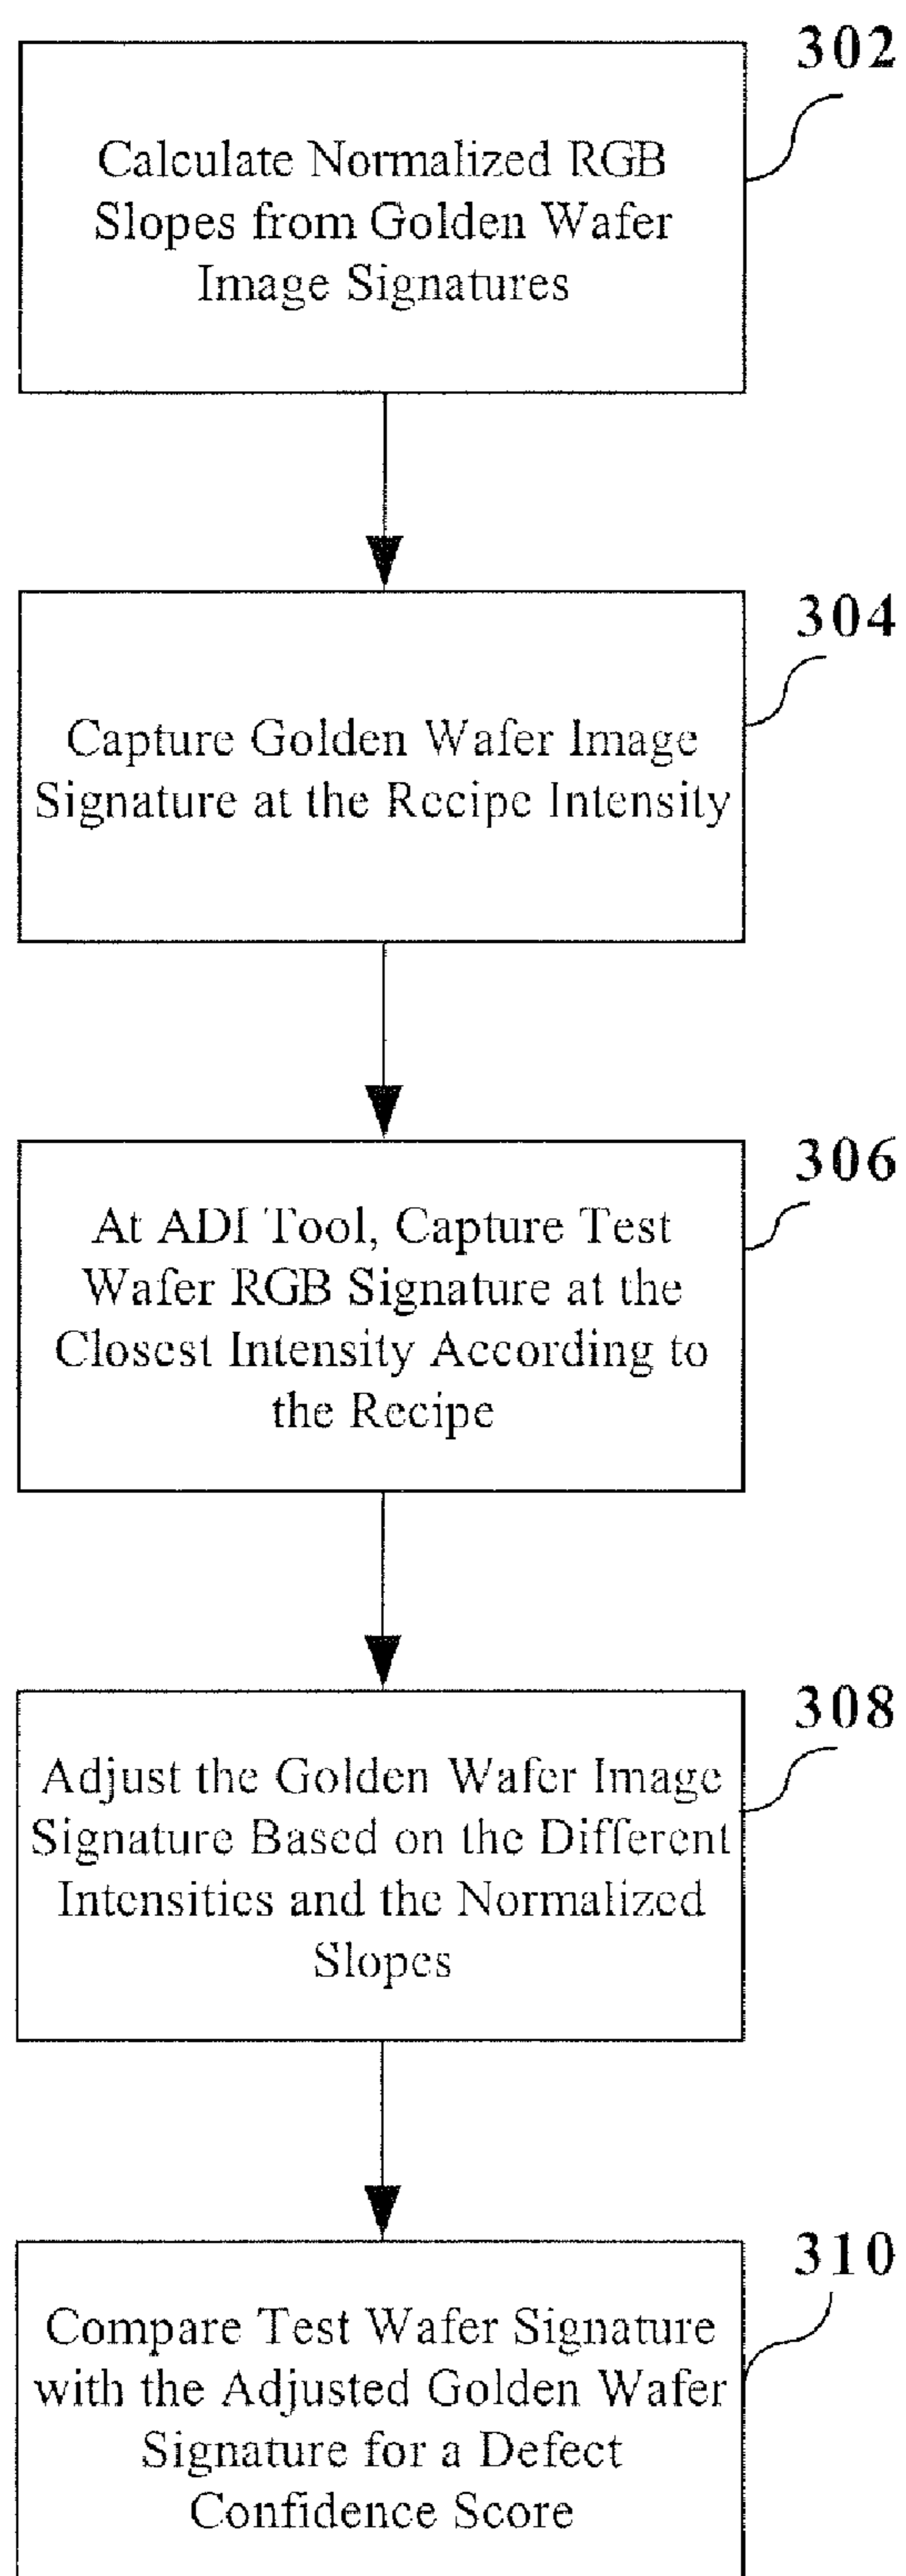 302
Calculate Normalized RGB
Slopes from Golden Wafer
Image Signatures
304
Capture Golden Wafer Image
Signature at the Recipe Intensity
306
At ADI Tool, Capture Test
Wafer RGB Signature at the
Closest Intensity According to
the Recipe
308
Adjust the Golden Wafer Image
Signature Based on the Different
Intensities and the Normalized
Slopes
310
Compare Test Wafer Signature
with the Adjusted Golden Wafer
Signature for a Defect
Confidence Score